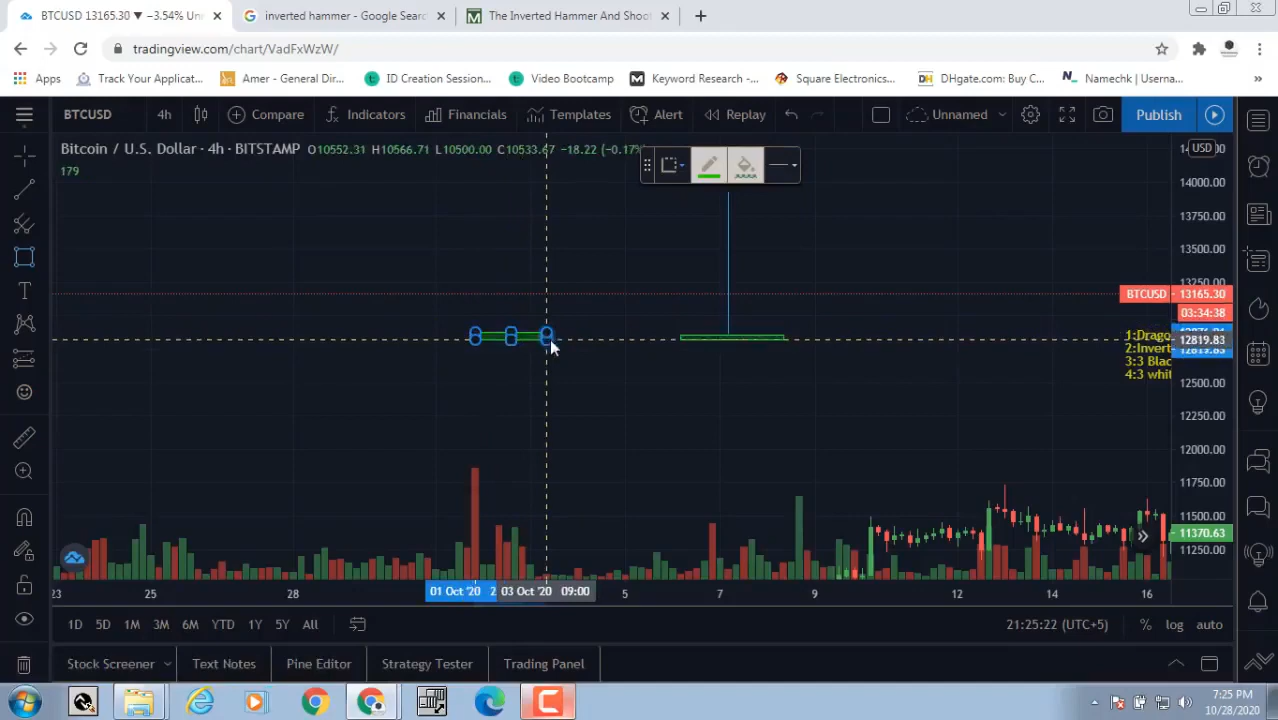 BTCUSD 13165.30 ▼ −3.54% Unr
inverted hammer - Google Searc
The Inverted Hammer And Shoo
tradingview.com/chart/VadFxWzW/
Apps
Track Your Applicat...
Amer - General Dir...
ID Creation Session...
Video Bootcamp
Keyword Research -...
Square Electronics...
DHgate.com: Buy C...
Namechk | Userna...
»
BTCUSD
4h
Compare
Indicators
Financials
Templates
Alert
Replay
Unnamed
Publish
Bitcoin / U.S. Dollar · 4h · BITSTAMP O10552.31 H10566.71 L10500.00 C10533.67 −18.22 (−0.17%
179
USD
14000.00
13750.00
13500.00
BTCUSD 13165.30
03:34:38
12819.83
12500.00
12250.00
12000.00
11750.00
11500.00
11370.63
11250.00
1:Drago
2:Invert
3:3 Blac
4:3 whit
23
25
28
01 Oct '20
03 Oct '20 09:00
5
7
9
12
14
16
1D 5D 1M 3M 6M YTD 1Y 5Y All
21:25:22 (UTC+5)
% log auto
Stock Screener
Text Notes
Pine Editor
Strategy Tester
Trading Panel
7:25 PM
10/28/2020